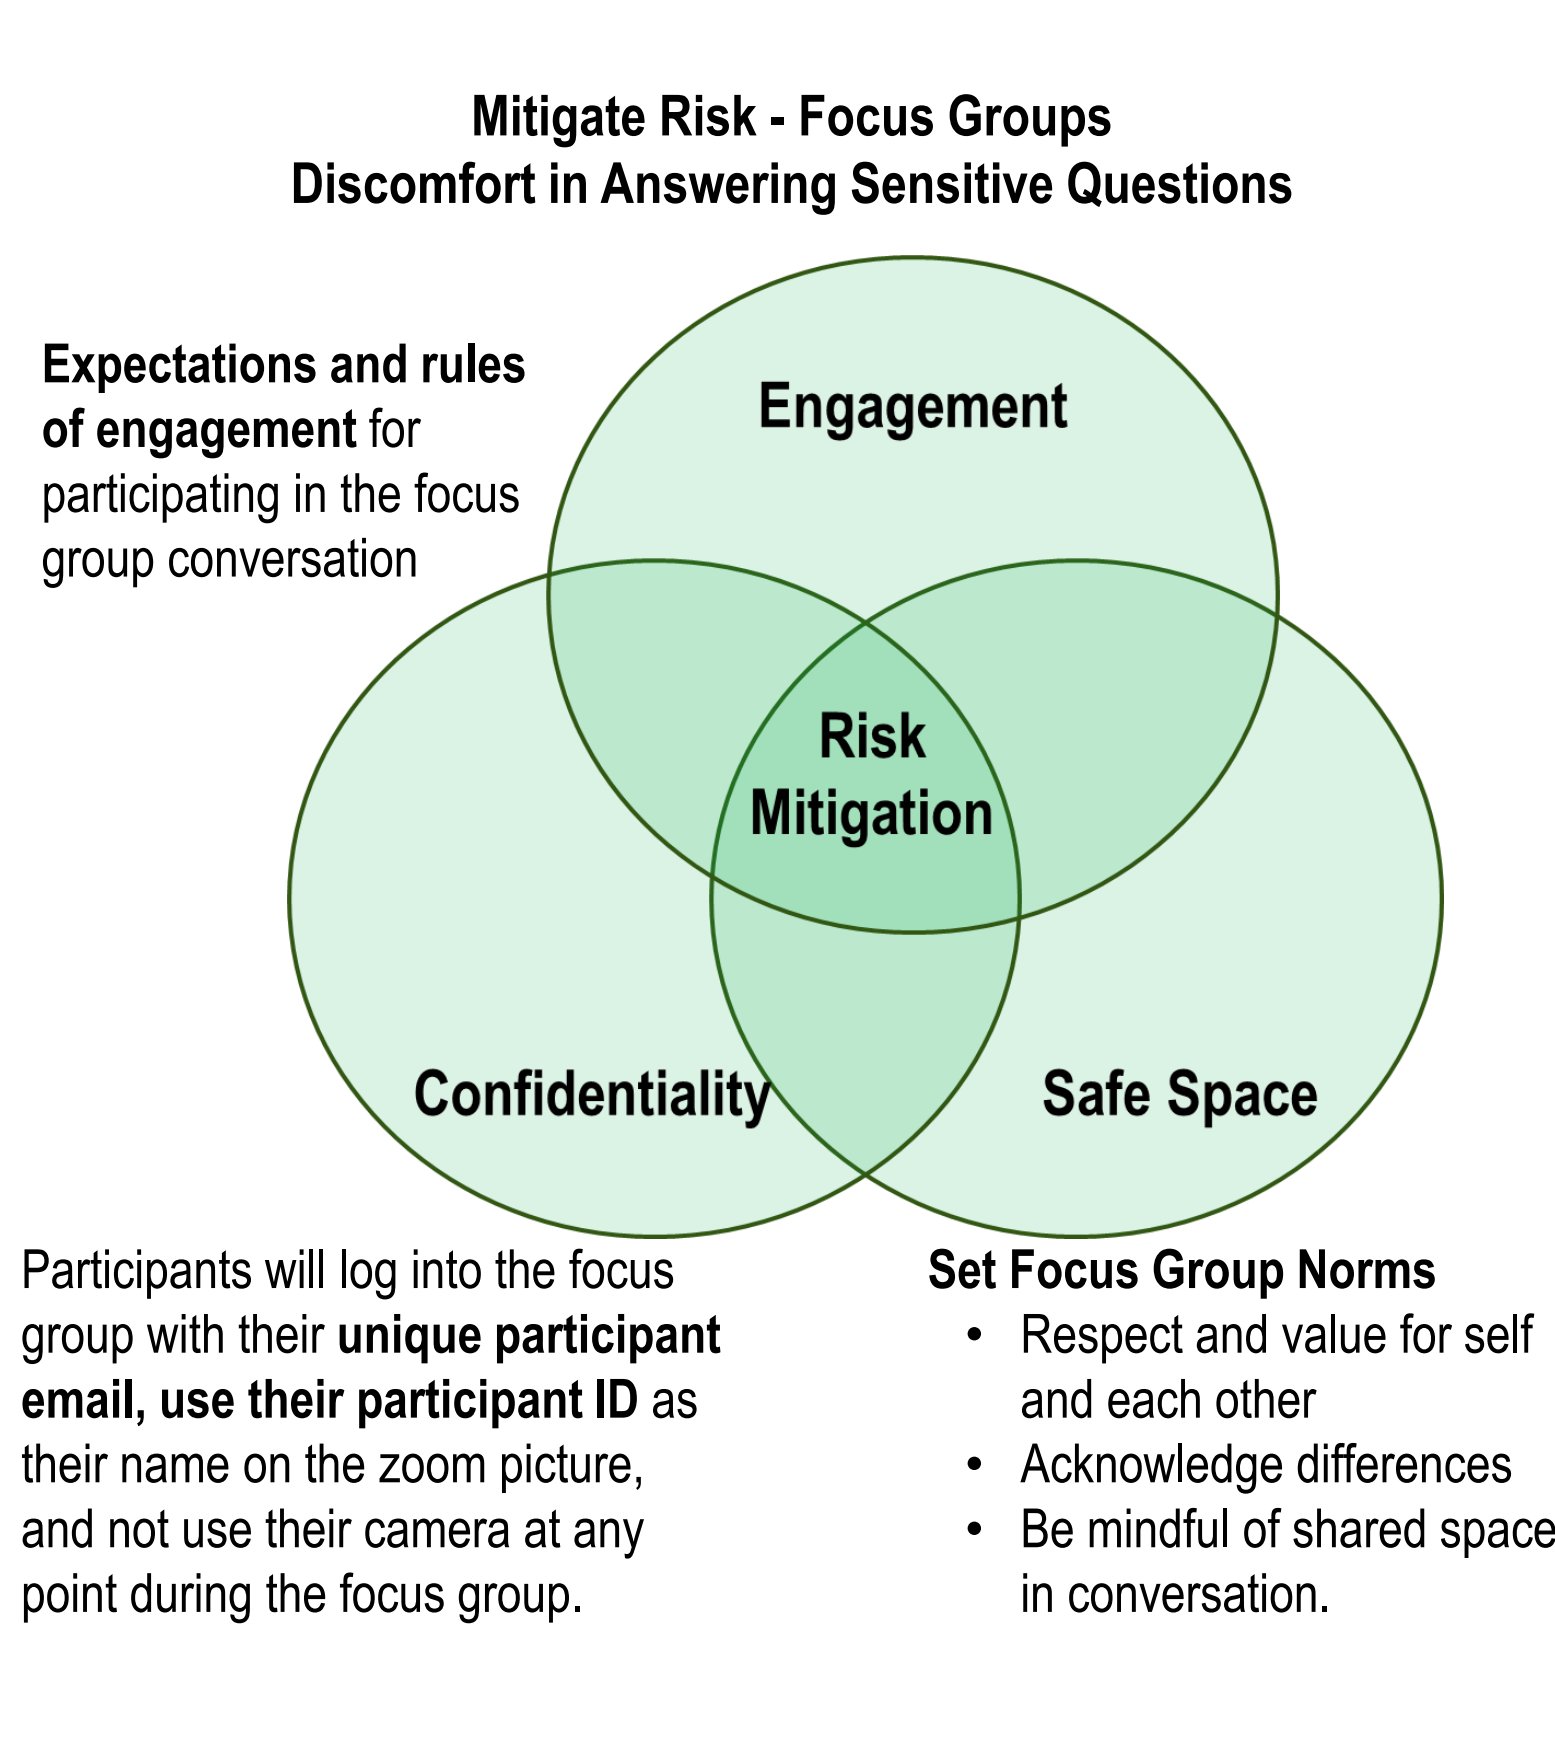 Mitigate Risk - Focus Groups
Discomfort in Answering Sensitive Questions
Expectations and rules
of engagement for
participating in the focus
group conversation
Engagement
Risk
Mitigation
Confidentiality
Safe Space
Participants will log into the focus
group with their unique participant
email, use their participant ID as
their name on the zoom picture,
and not use their camera at any
point during the focus group.
Set Focus Group Norms
• Respect and value for self
and each other
• Acknowledge differences
• Be mindful of shared space
in conversation.